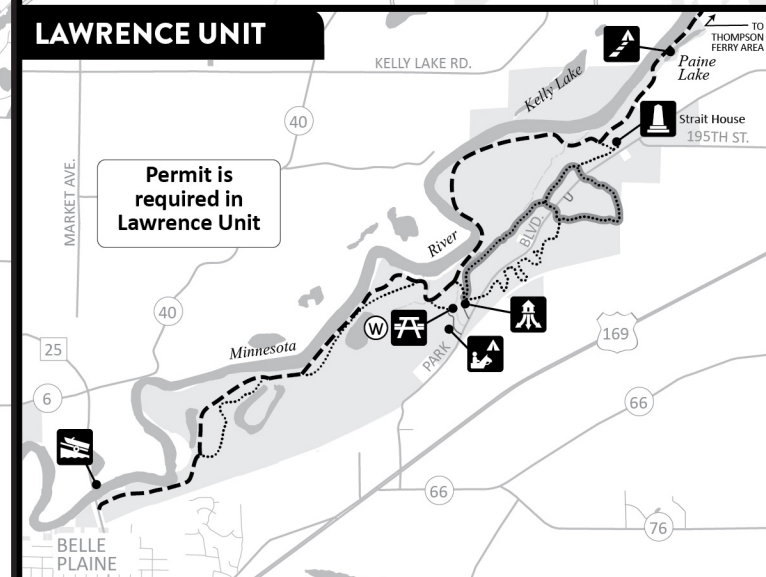 LAWRENCE UNIT
TO
THOMPSON
FERRY AREA
KELLY LAKE RD.
Paine
Lake
Kelly Lake
Strait House
195TH ST.
40
MARKET AVE.
Permit is
required in
Lawrence Unit
River
BLVD.
40
W
169
25
Minnesota
PARK
6
66
66
76
BELLE
PLAINE